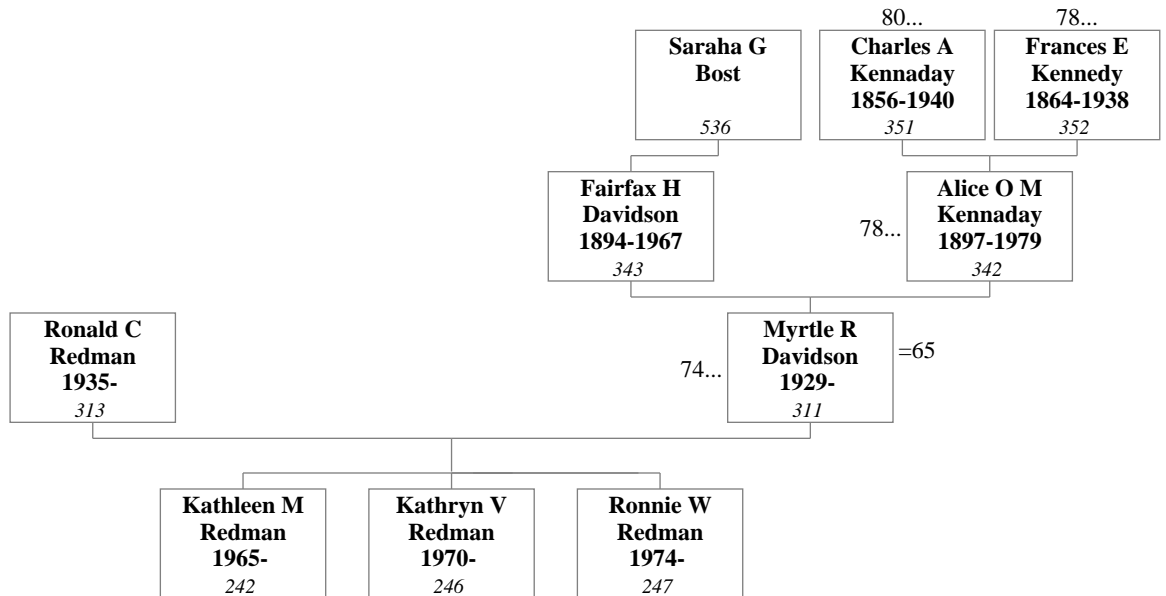 80...
78...
Saraha G
Bost
536
Charles A
Kennaday
1856-1940
351
Frances E
Kennedy
1864-1938
352
Fairfax H
Davidson
1894-1967
343
78...
Alice O M
Kennaday
1897-1979
342
Ronald C
Redman
1935-
313
74...
Myrtle R
Davidson
1929-
311
=65
Kathleen M
Redman
1965-
242
Kathryn V
Redman
1970-
246
Ronnie W
Redman
1974-
247